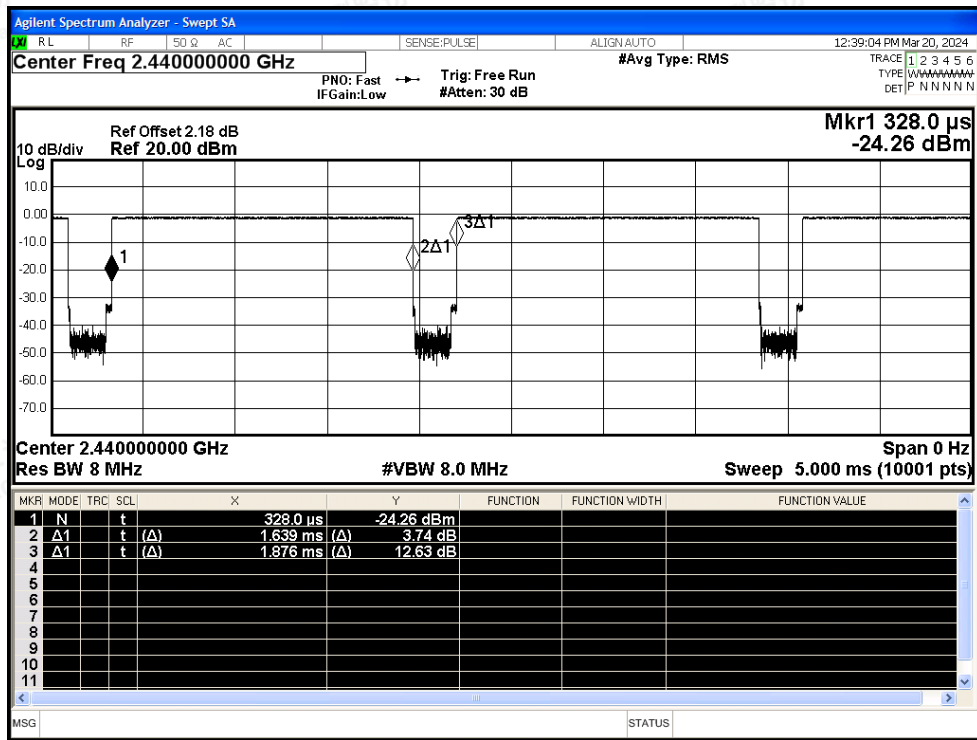 Agilent Spectrum Analyzer - Swept SA
LXI RL RF 50 Ω AC SENSE:PULSE ALIGN AUTO 12:39:04 PM Mar 20, 2024
Center Freq 2.440000000 GHz
PNO: Fast
IFGain:Low
Trig: Free Run
#Atten: 30 dB
#Avg Type: RMS
TRACE 1 2 3 4 5 6
TYPE
DET P N N N N N
Mkr1 328.0 µs
-24.26 dBm
Ref Offset 2.18 dB
10 dB/div Ref 20.00 dBm
Log
10.0
0.00
-10.0
-20.0
-30.0
-40.0
-50.0
-60.0
-70.0
1
2Δ1
3Δ1
Center 2.440000000 GHz Span 0 Hz
Res BW 8 MHz #VBW 8.0 MHz Sweep 5.000 ms (10001 pts)
MKR MODE TRC SCL X Y FUNCTION FUNCTION WIDTH FUNCTION VALUE
1 N t 328.0 µs -24.26 dBm
2 Δ1 t (Δ) 1.639 ms (Δ) 3.74 dB
3 Δ1 t (Δ) 1.876 ms (Δ) 12.63 dB
4
5
6
7
8
9
10
11
MSG STATUS